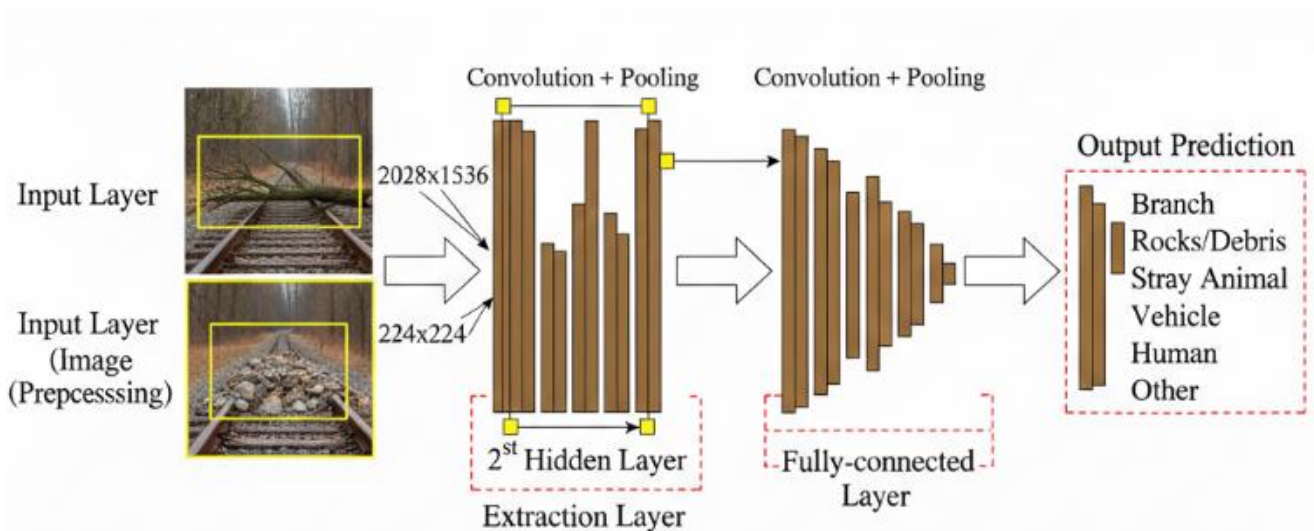 Convolution + Pooling
Convolution + Pooling
Input Layer
2028x1536
Output Prediction
Branch
Rocks/Debris
Stray Animal
Vehicle
Human
Other
Input Layer
(Image
(Prepcesssing)
224x224
2st Hidden Layer
Extraction Layer
Fully-connected
Layer